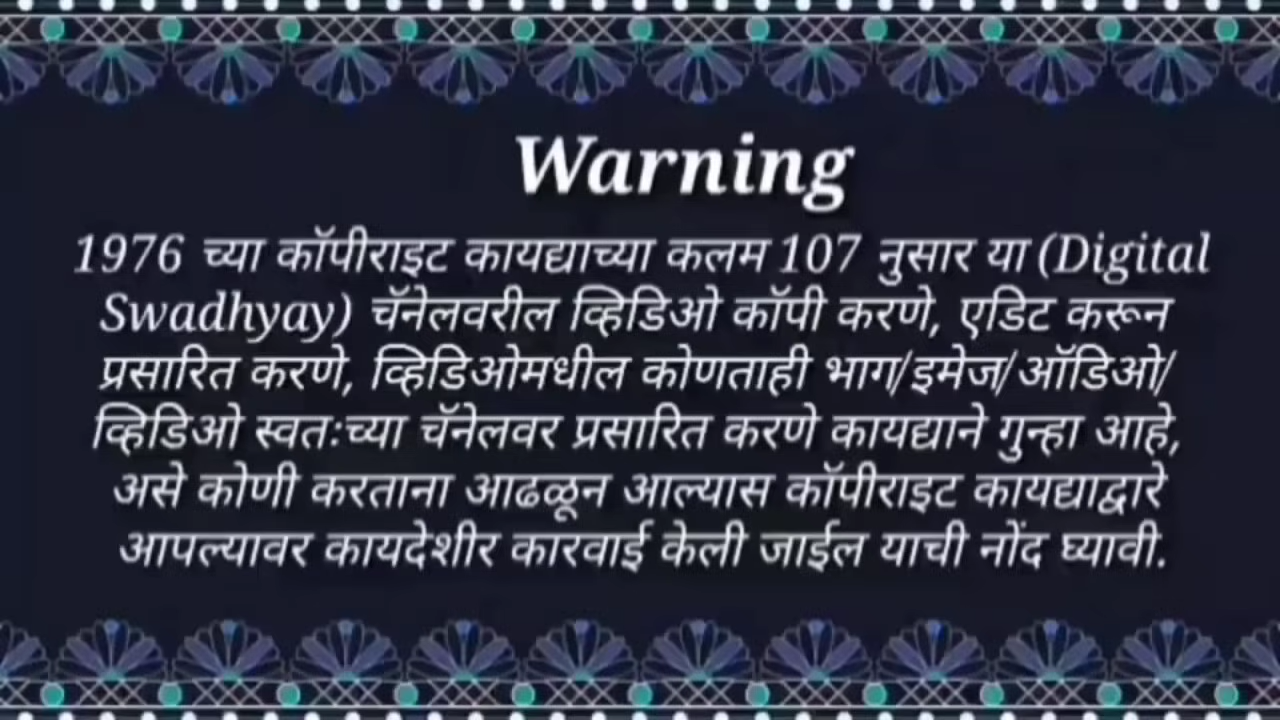 Warning
1976 च्या कॉपीराइट कायद्याच्या कलम 107 नुसार या (Digital
Swadhyay) चॅनेलवरील व्हिडिओ कॉपी करणे, एडिट करून
प्रसारित करणे, व्हिडिओमधील कोणताही भाग/इमेज/ऑडिओ/
व्हिडिओ स्वतःच्या चॅनेलवर प्रसारित करणे कायद्याने गुन्हा आहे,
असे कोणी करताना आढळून आल्यास कॉपीराइट कायद्याद्वारे
आपल्यावर कायदेशीर कारवाई केली जाईल याची नोंद घ्यावी.